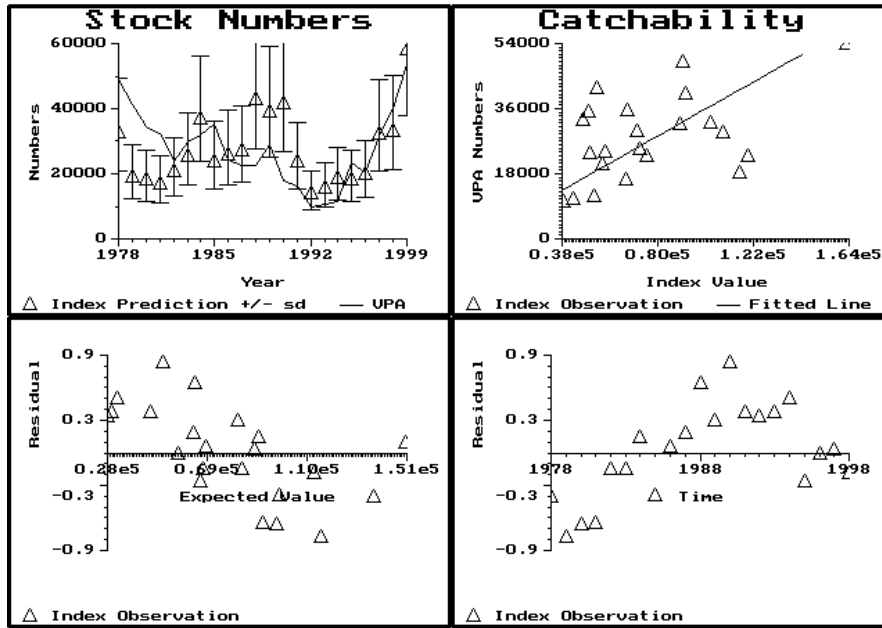 Stock Numbers
60000
40000
20000
0
Numbers
1978 1985 1992 1999
Year
Index Prediction +/- sd VPA
Catchability
54000
36000
18000
0
VPA Numbers
0.38e5 0.80e5 1.22e5 1.64e5
Index Value
Index Observation Fitted Line
0.9
0.3
-0.3
-0.9
Residual
0.28e5 0.69e5 1.10e5 1.51e5
Expected Value
Index Observation
0.9
0.3
-0.3
-0.9
Residual
1978 1988 1998
Time
Index Observation